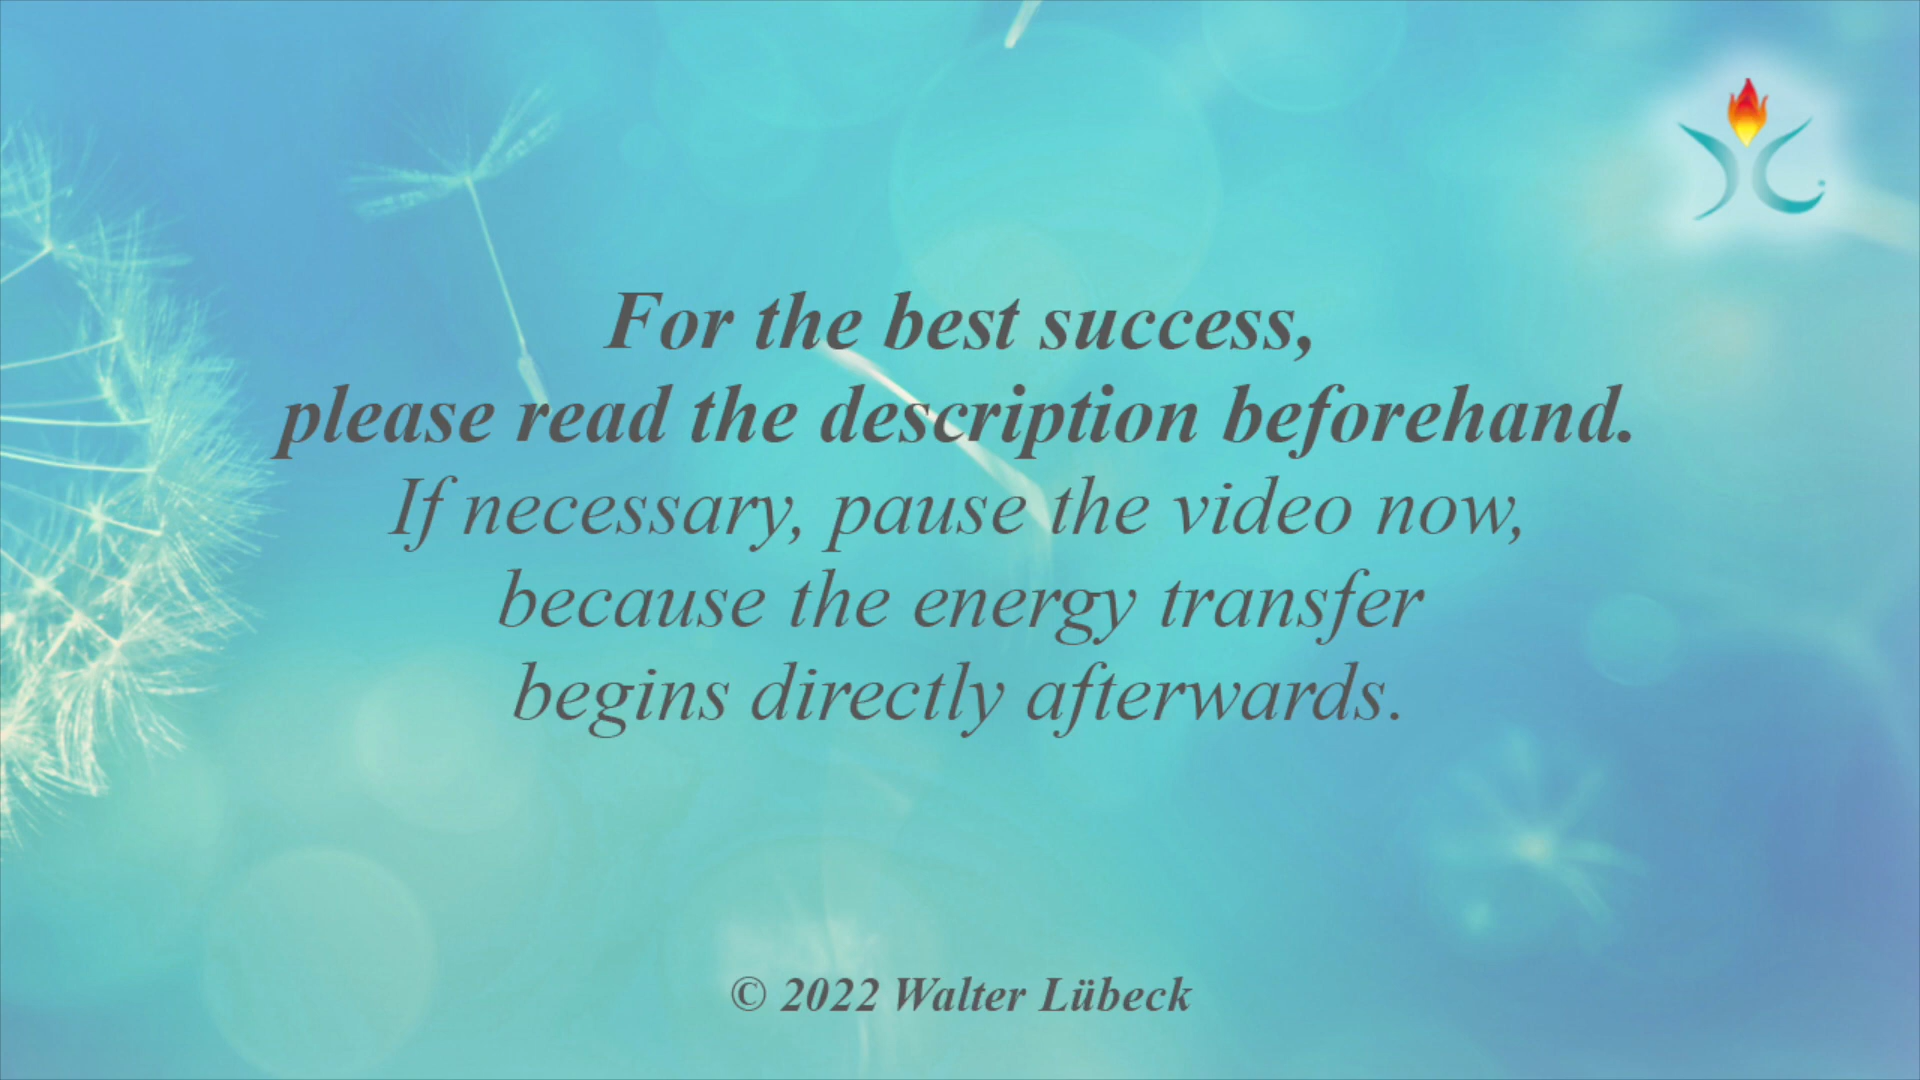 For the best success,
please read the description beforehand.
If necessary, pause the video now,
because the energy transfer
begins directly afterwards.
© 2022 Walter Lübeck